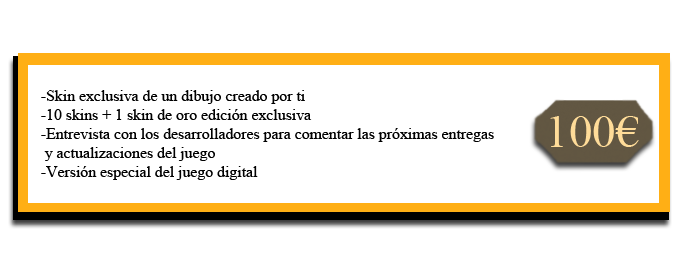 -Skin exclusiva de un dibujo creado por ti
-10 skins + 1 skin de oro edición exclusiva
-Entrevista con los desarrolladores para comentar las próximas entregas
y actualizaciones del juego
-Versión especial del juego digital
100€